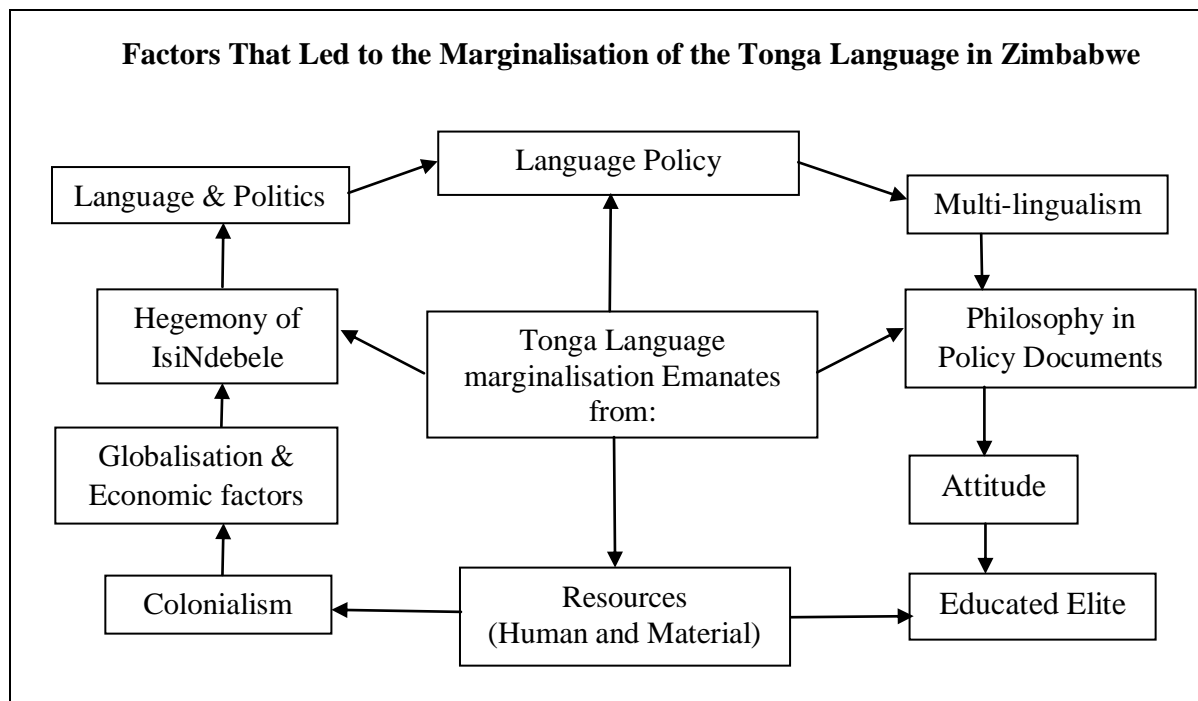 Factors That Led to the Marginalisation of the Tonga Language in Zimbabwe
Language Policy
Language & Politics
Multi-lingualism
Hegemony of
IsiNdebele
Tonga Language
marginalisation Emanates
from:
Philosophy in
Policy Documents
Globalisation &
Economic factors
Attitude
Colonialism
Resources
(Human and Material)
Educated Elite